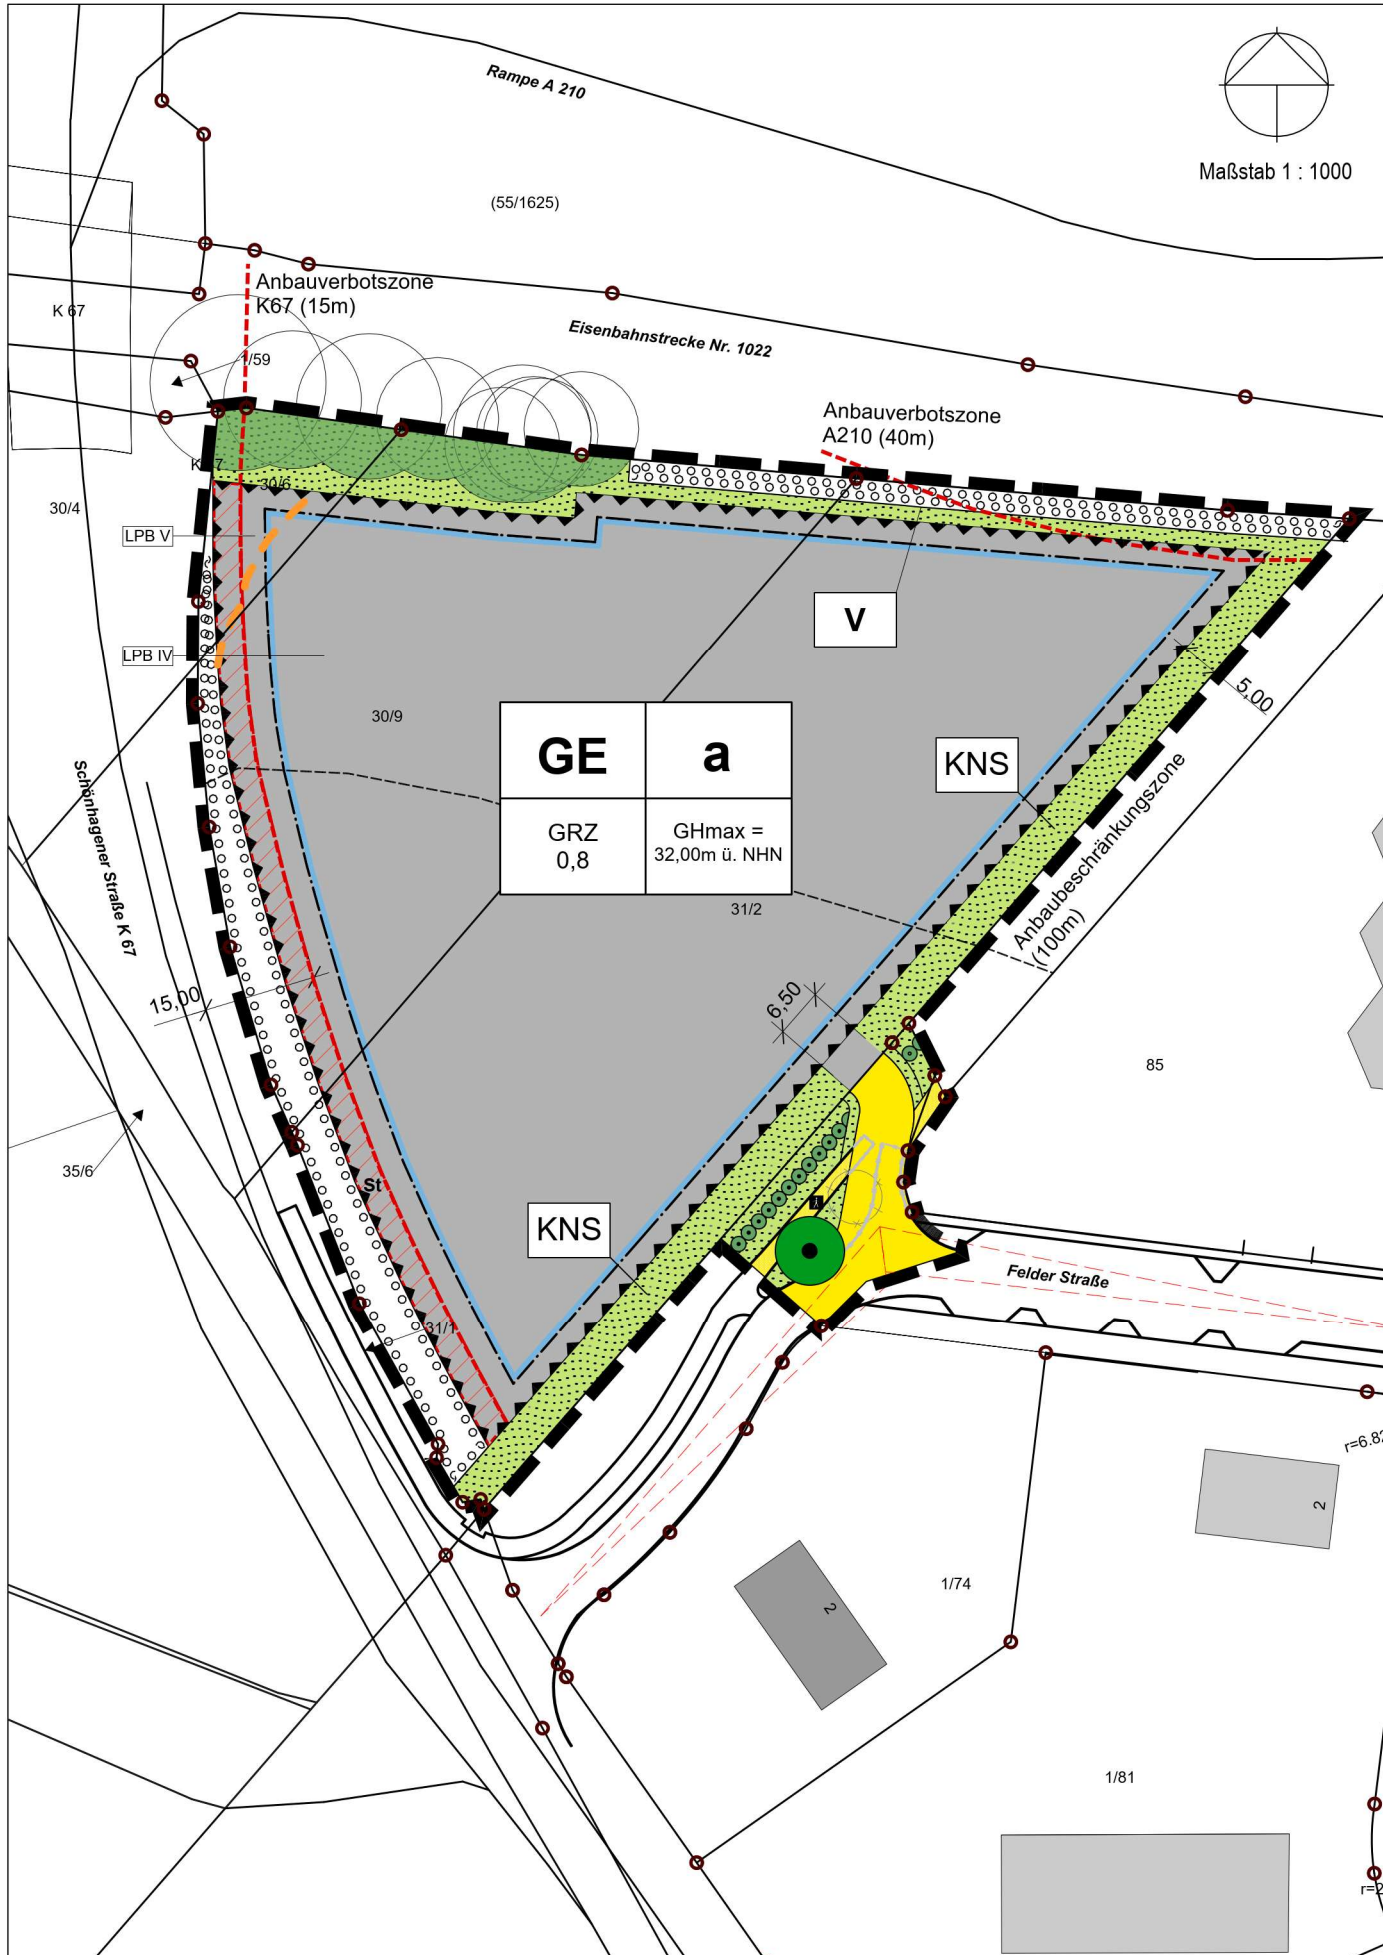 Rampe A 210
Maßstab 1 : 1000
(55/1625)
Anbauverbotszone
K67 (15m)
K 67
Eisenbahnstrecke Nr. 1022
1/59
Anbauverbotszone
A210 (40m)
30/6
30/4
LPB V
V
LPB IV
5,00
30/9
GE
a
KNS
GRZ
0,8
GHmax =
32,00m ü. NHN
Schönhagener Straße K 67
Anbaubeschränkungszone
(100m)
31/2
15,00
6,50
85
35/6
St
KNS
Felder Straße
31/1
2
1/74
2
1/81